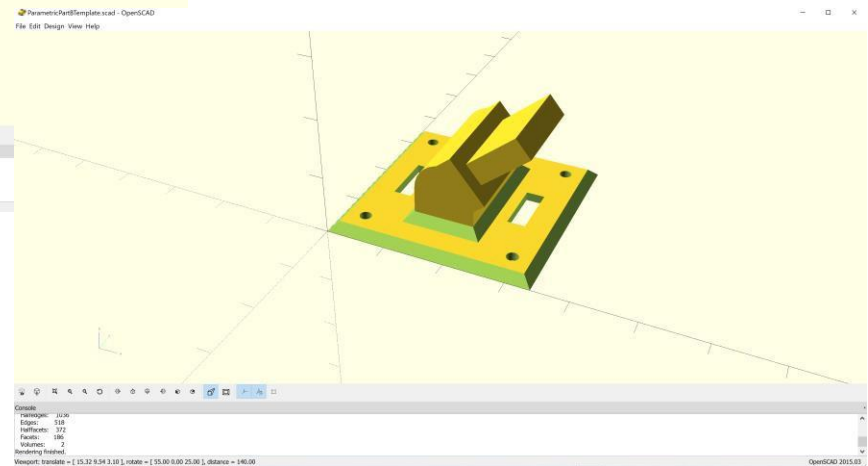 ParametricPartBTemplate.scad - OpenSCAD
File Edit Design View Help
Console
Halfedges: 1036
Edges: 518
Halffacets: 372
Facets: 186
Volumes: 2
Rendering finished.
Viewport: translate = [ 15.32 9.54 3.10 ], rotate = [ 55.00 0.00 25.00 ], distance = 140.00
OpenSCAD 2015.03